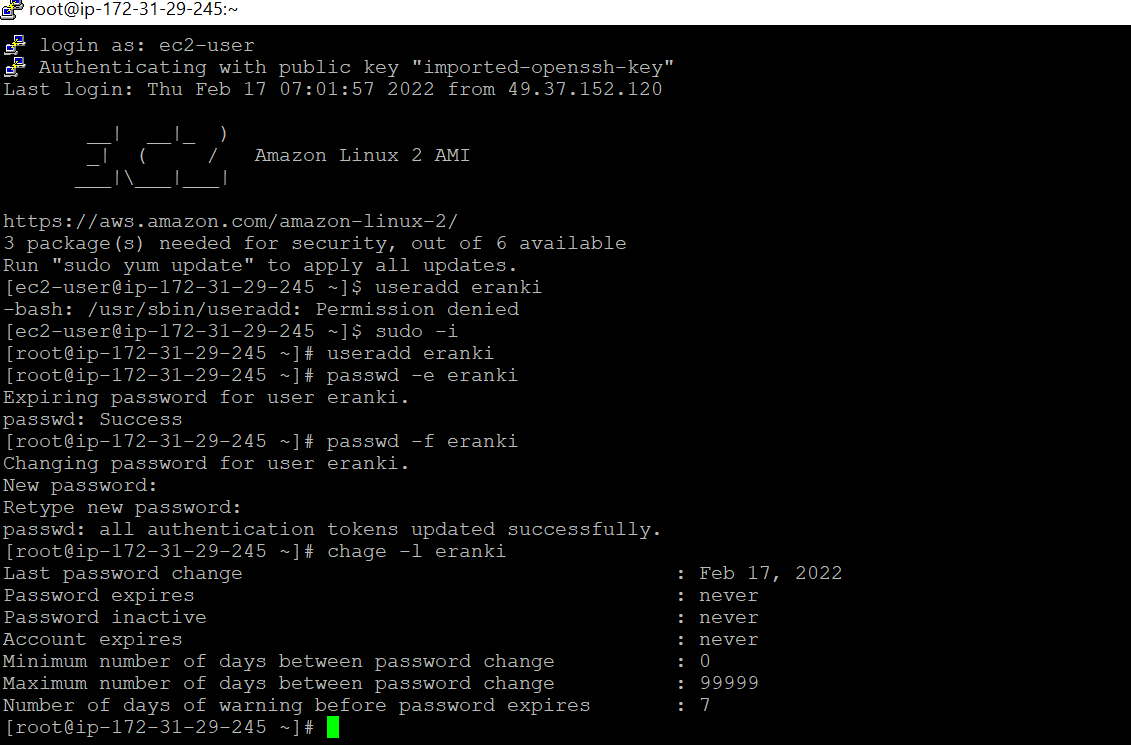 root@ip-172-31-29-245:~
login as: ec2-user
Authenticating with public key "imported-openssh-key"
Last login: Thu Feb 17 07:01:57 2022 from 49.37.152.120
       __|  __|_  )
       _|  (     /   Amazon Linux 2 AMI
      ___|\___|___|
https://aws.amazon.com/amazon-linux-2/
3 package(s) needed for security, out of 6 available
Run "sudo yum update" to apply all updates.
[ec2-user@ip-172-31-29-245 ~]$ useradd eranki
-bash: /usr/sbin/useradd: Permission denied
[ec2-user@ip-172-31-29-245 ~]$ sudo -i
[root@ip-172-31-29-245 ~]# useradd eranki
[root@ip-172-31-29-245 ~]# passwd -e eranki
Expiring password for user eranki.
passwd: Success
[root@ip-172-31-29-245 ~]# passwd -f eranki
Changing password for user eranki.
New password:
Retype new password:
passwd: all authentication tokens updated successfully.
[root@ip-172-31-29-245 ~]# chage -l eranki
Last password change                                    : Feb 17, 2022
Password expires                                        : never
Password inactive                                       : never
Account expires                                         : never
Minimum number of days between password change          : 0
Maximum number of days between password change          : 99999
Number of days of warning before password expires       : 7
[root@ip-172-31-29-245 ~]#